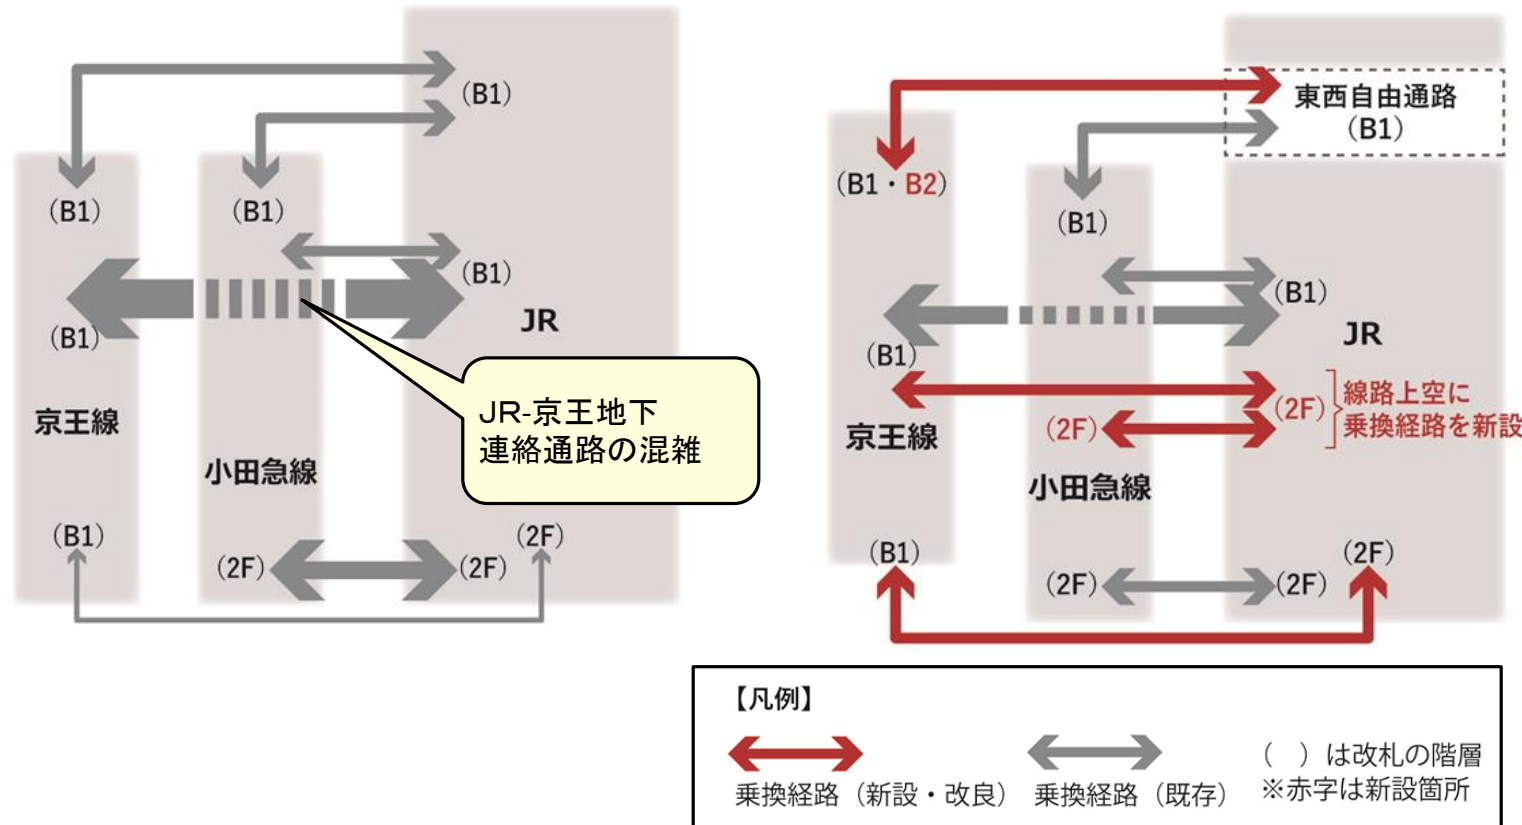 (B1)
(B1)
(B1)
(B1)
(B1)
JR
JR-京王地下
連絡通路の混雑
京王線
小田急線
(B1)
(2F)
(2F)
(2F)
東西自由通路
(B1)
(B1・B2)
(B1)
(B1)
JR
(B1)
線路上空に
乗換経路を新設
(2F)
(2F)
京王線
小田急線
(B1)
(2F)
(2F)
(2F)
【凡例】
乗換経路（新設・改良）
乗換経路（既存）
（　）は改札の階層
※赤字は新設箇所